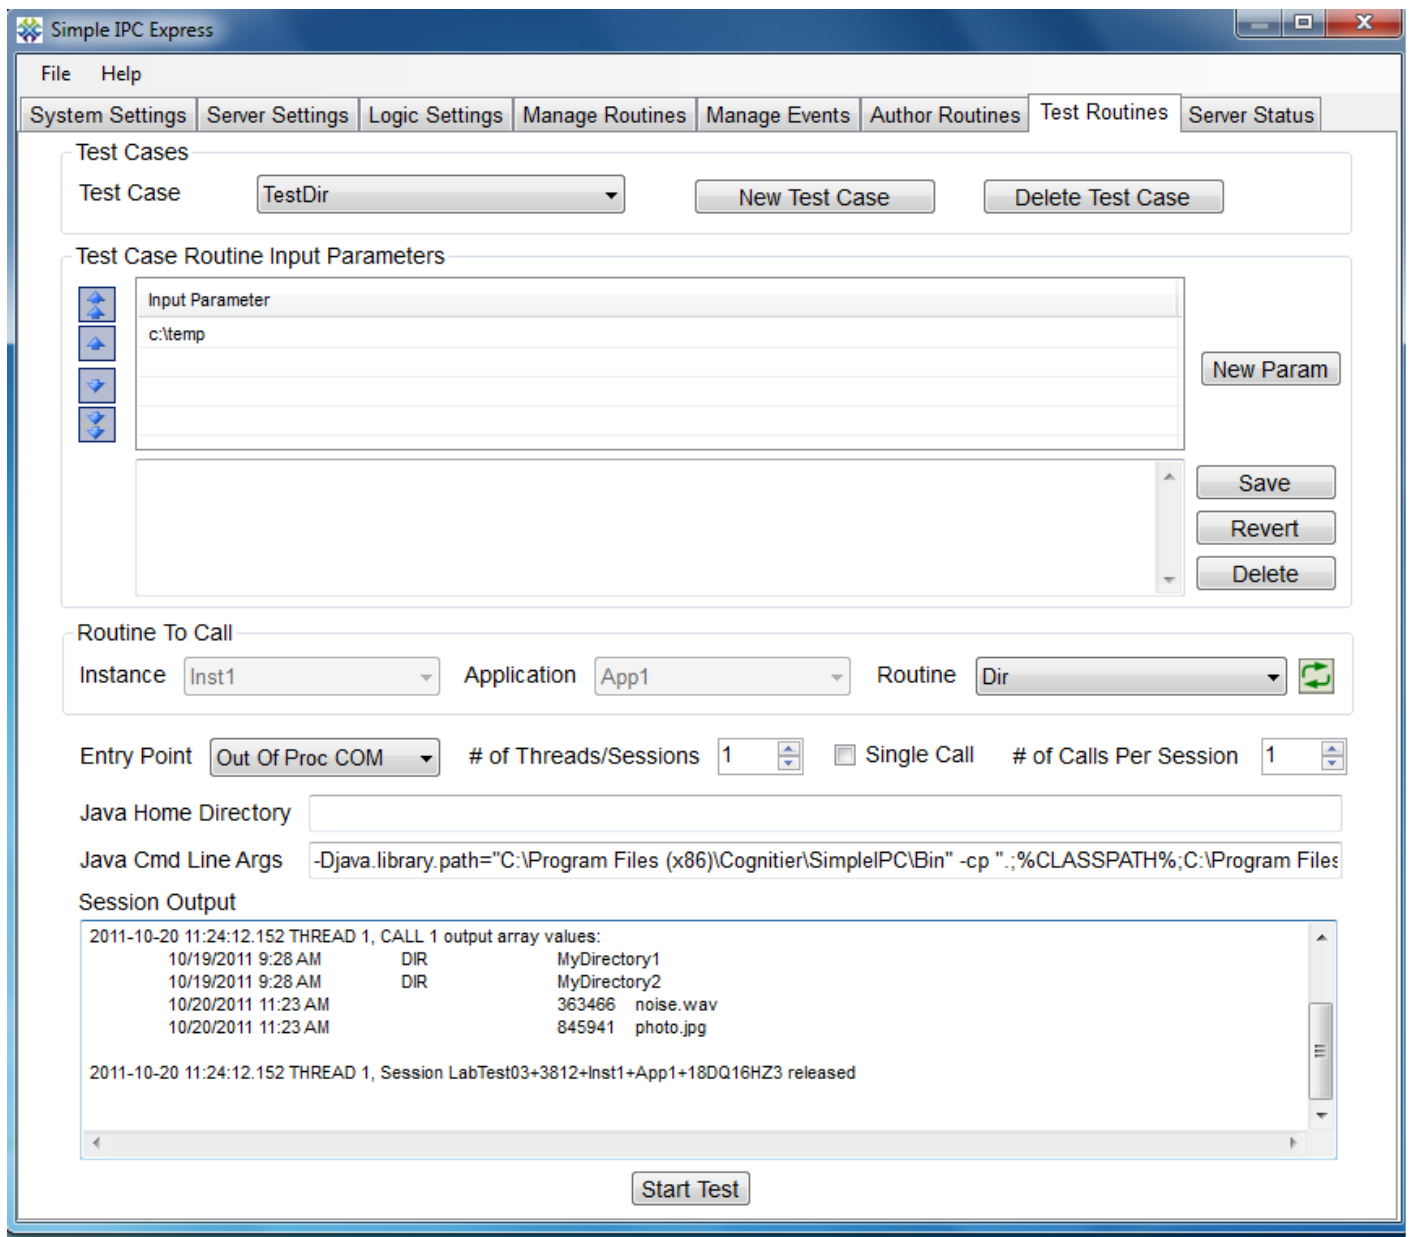 Simple IPC Express
File Help
System Settings Server Settings Logic Settings Manage Routines Manage Events Author Routines Test Routines Server Status
Test Cases
Test Case TestDir New Test Case Delete Test Case
Test Case Routine Input Parameters
Input Parameter
c:\temp
New Param
Save
Revert
Delete
Routine To Call
Instance Inst1 Application App1 Routine Dir
Entry Point Out Of Proc COM # of Threads/Sessions 1 Single Call # of Calls Per Session 1
Java Home Directory
Java Cmd Line Args -Djava.library.path="C:\Program Files (x86)\Cognitier\SimpleIPC\Bin" -cp ".;%CLASSPATH%;C:\Program Files
Session Output
2011-10-20 11:24:12.152 THREAD 1, CALL 1 output array values:
10/19/2011 9:28 AM DIR MyDirectory1
10/19/2011 9:28 AM DIR MyDirectory2
10/20/2011 11:23 AM 363466 noise.wav
10/20/2011 11:23 AM 845941 photo.jpg
2011-10-20 11:24:12.152 THREAD 1, Session LabTest03+3812+Inst1+App1+18DQ16HZ3 released
Start Test